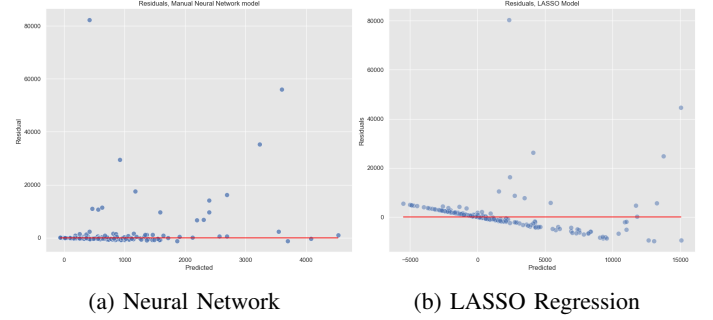 Residuals, Manual Neural Network model
80000
60000
40000
20000
0
Residual
0
1000
2000
3000
4000
Predicted
(a) Neural Network
Residuals, LASSO Model
80000
60000
40000
20000
0
Residuals
−5000
0
5000
10000
15000
Predicted
(b) LASSO Regression